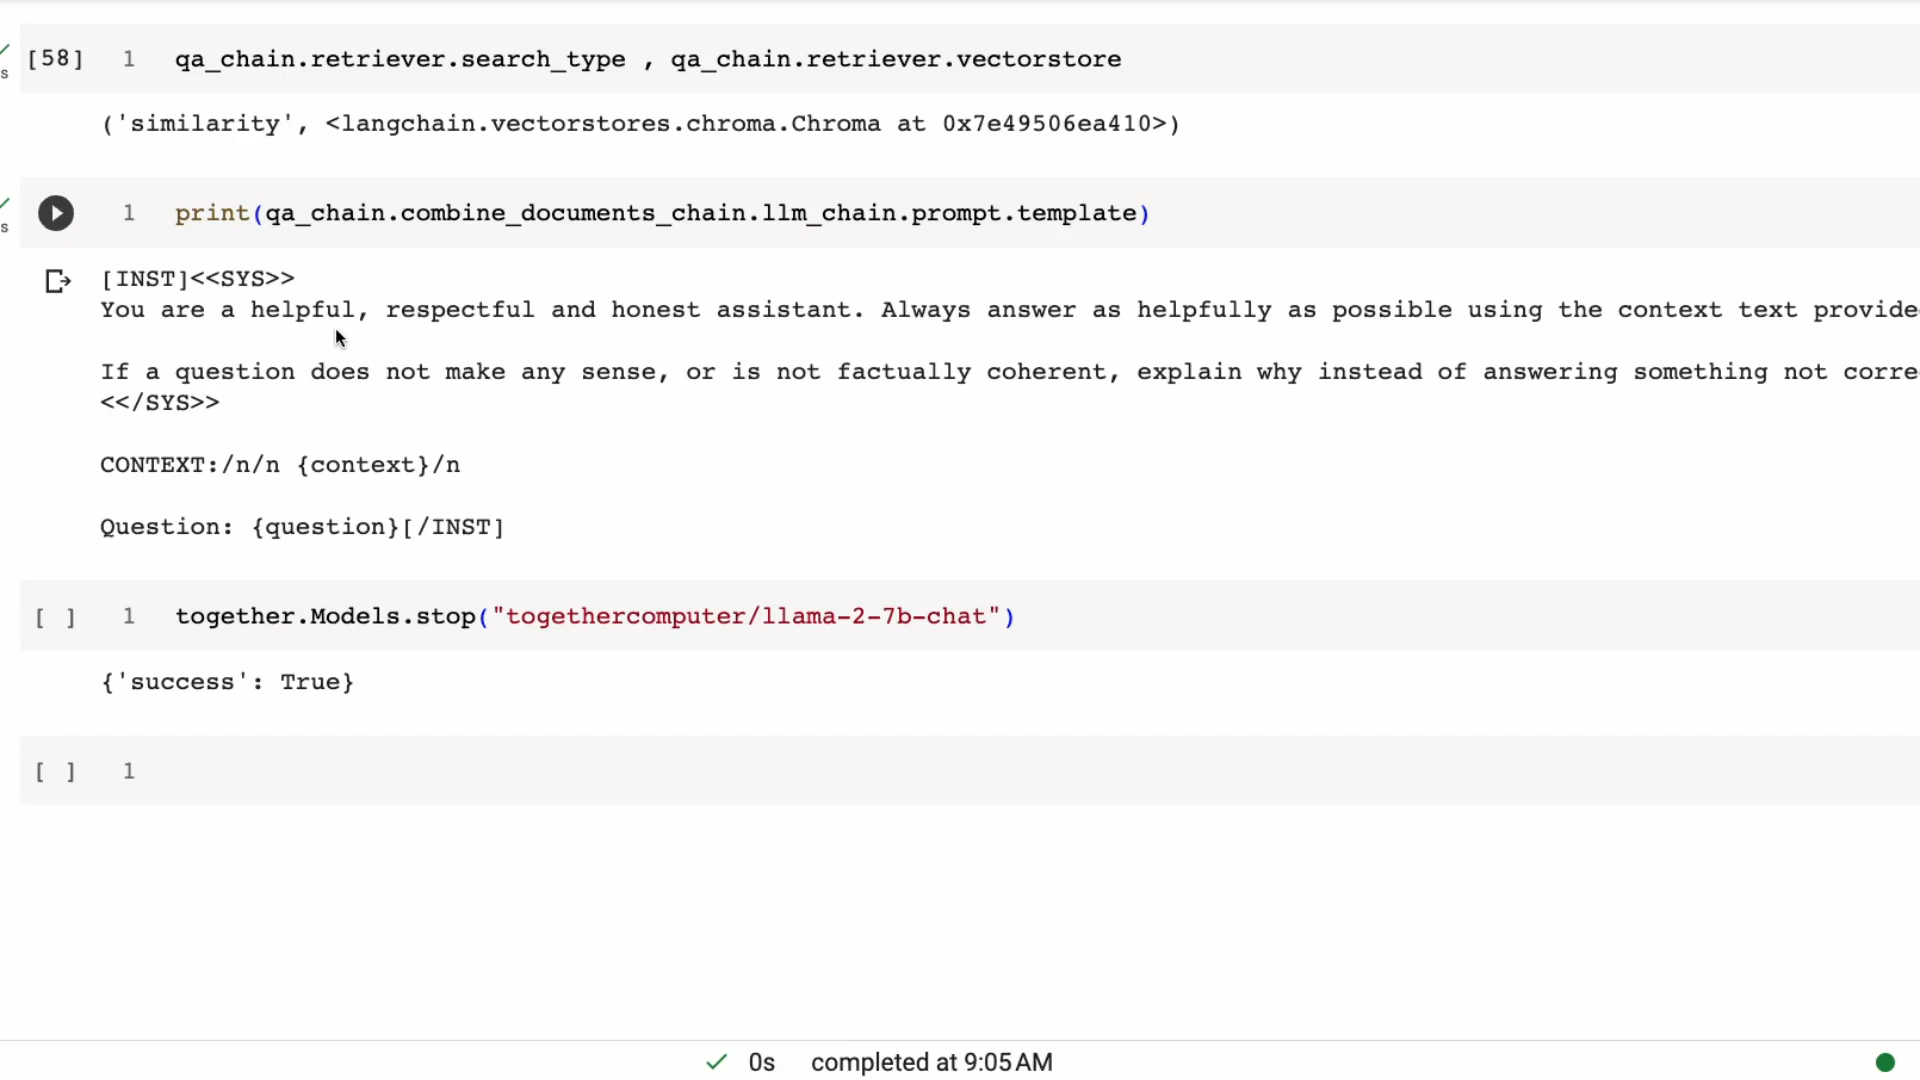 [58] 1 qa_chain.retriever.search_type , qa_chain.retriever.vectorstore
s
('similarity', <langchain.vectorstores.chroma.Chroma at 0x7e49506ea410>)
1 print(qa_chain.combine_documents_chain.llm_chain.prompt.template)
s
[INST]<<SYS>>
You are a helpful, respectful and honest assistant. Always answer as helpfully as possible using the context text provide
If a question does not make any sense, or is not factually coherent, explain why instead of answering something not corre
<</SYS>>
CONTEXT:/n/n {context}/n
Question: {question}[/INST]
[ ] 1 together.Models.stop("togethercomputer/llama-2-7b-chat")
{'success': True}
[ ] 1
0s completed at 9:05 AM